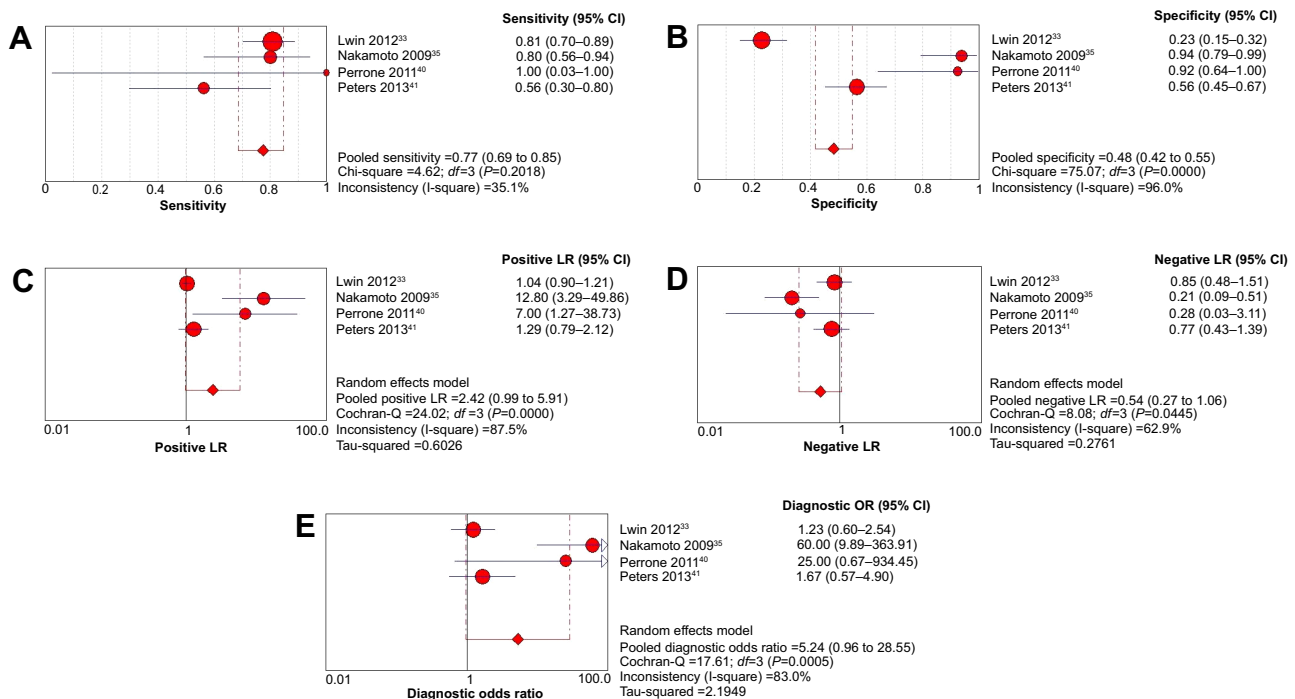 A
Sensitivity (95% CI)
Lwin 2012³³ 0.81 (0.70–0.89)
Nakamoto 2009³⁵ 0.80 (0.56–0.94)
Perrone 2011⁴⁰ 1.00 (0.03–1.00)
Peters 2013⁴¹ 0.56 (0.30–0.80)
Pooled sensitivity =0.77 (0.69 to 0.85)
Chi-square =4.62; df=3 (P=0.2018)
Inconsistency (I-square) =35.1%
0 0.2 0.4 0.6 0.8 1
Sensitivity
B
Specificity (95% CI)
Lwin 2012³³ 0.23 (0.15–0.32)
Nakamoto 2009³⁵ 0.94 (0.79–0.99)
Perrone 2011⁴⁰ 0.92 (0.64–1.00)
Peters 2013⁴¹ 0.56 (0.45–0.67)
Pooled specificity =0.48 (0.42 to 0.55)
Chi-square =75.07; df=3 (P=0.0000)
Inconsistency (I-square) =96.0%
0 0.2 0.4 0.6 0.8 1
Specificity
C
Positive LR (95% CI)
Lwin 2012³³ 1.04 (0.90–1.21)
Nakamoto 2009³⁵ 12.80 (3.29–49.86)
Perrone 2011⁴⁰ 7.00 (1.27–38.73)
Peters 2013⁴¹ 1.29 (0.79–2.12)
Random effects model
Pooled positive LR =2.42 (0.99 to 5.91)
Cochran-Q =24.02; df =3 (P=0.0000)
Inconsistency (I-square) =87.5%
Tau-squared =0.6026
0.01 1 100.0
Positive LR
D
Negative LR (95% CI)
Lwin 2012³³ 0.85 (0.48–1.51)
Nakamoto 2009³⁵ 0.21 (0.09–0.51)
Perrone 2011⁴⁰ 0.28 (0.03–3.11)
Peters 2013⁴¹ 0.77 (0.43–1.39)
Random effects model
Pooled negative LR =0.54 (0.27 to 1.06)
Cochran-Q =8.08; df=3 (P=0.0445)
Inconsistency (I-square) =62.9%
Tau-squared =0.2761
0.01 1 100.0
Negative LR
E
Diagnostic OR (95% CI)
Lwin 2012³³ 1.23 (0.60–2.54)
Nakamoto 2009³⁵ 60.00 (9.89–363.91)
Perrone 2011⁴⁰ 25.00 (0.67–934.45)
Peters 2013⁴¹ 1.67 (0.57–4.90)
Random effects model
Pooled diagnostic odds ratio =5.24 (0.96 to 28.55)
Cochran-Q =17.61; df=3 (P=0.0005)
Inconsistency (I-square) =83.0%
Tau-squared =2.1949
0.01 1 100.0
Diagnostic odds ratio